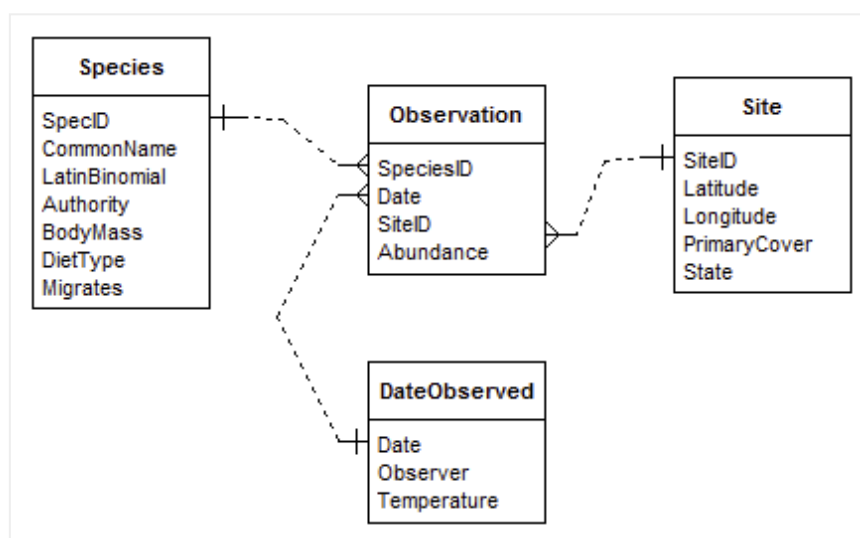 Species
SpecID
CommonName
LatinBinomial
Authority
BodyMass
DietType
Migrates
Observation
SpeciesID
Date
SiteID
Abundance
Site
SiteID
Latitude
Longitude
PrimaryCover
State
DateObserved
Date
Observer
Temperature